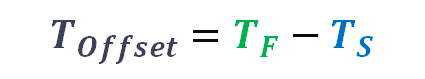 T_Offset = T_F − T_S